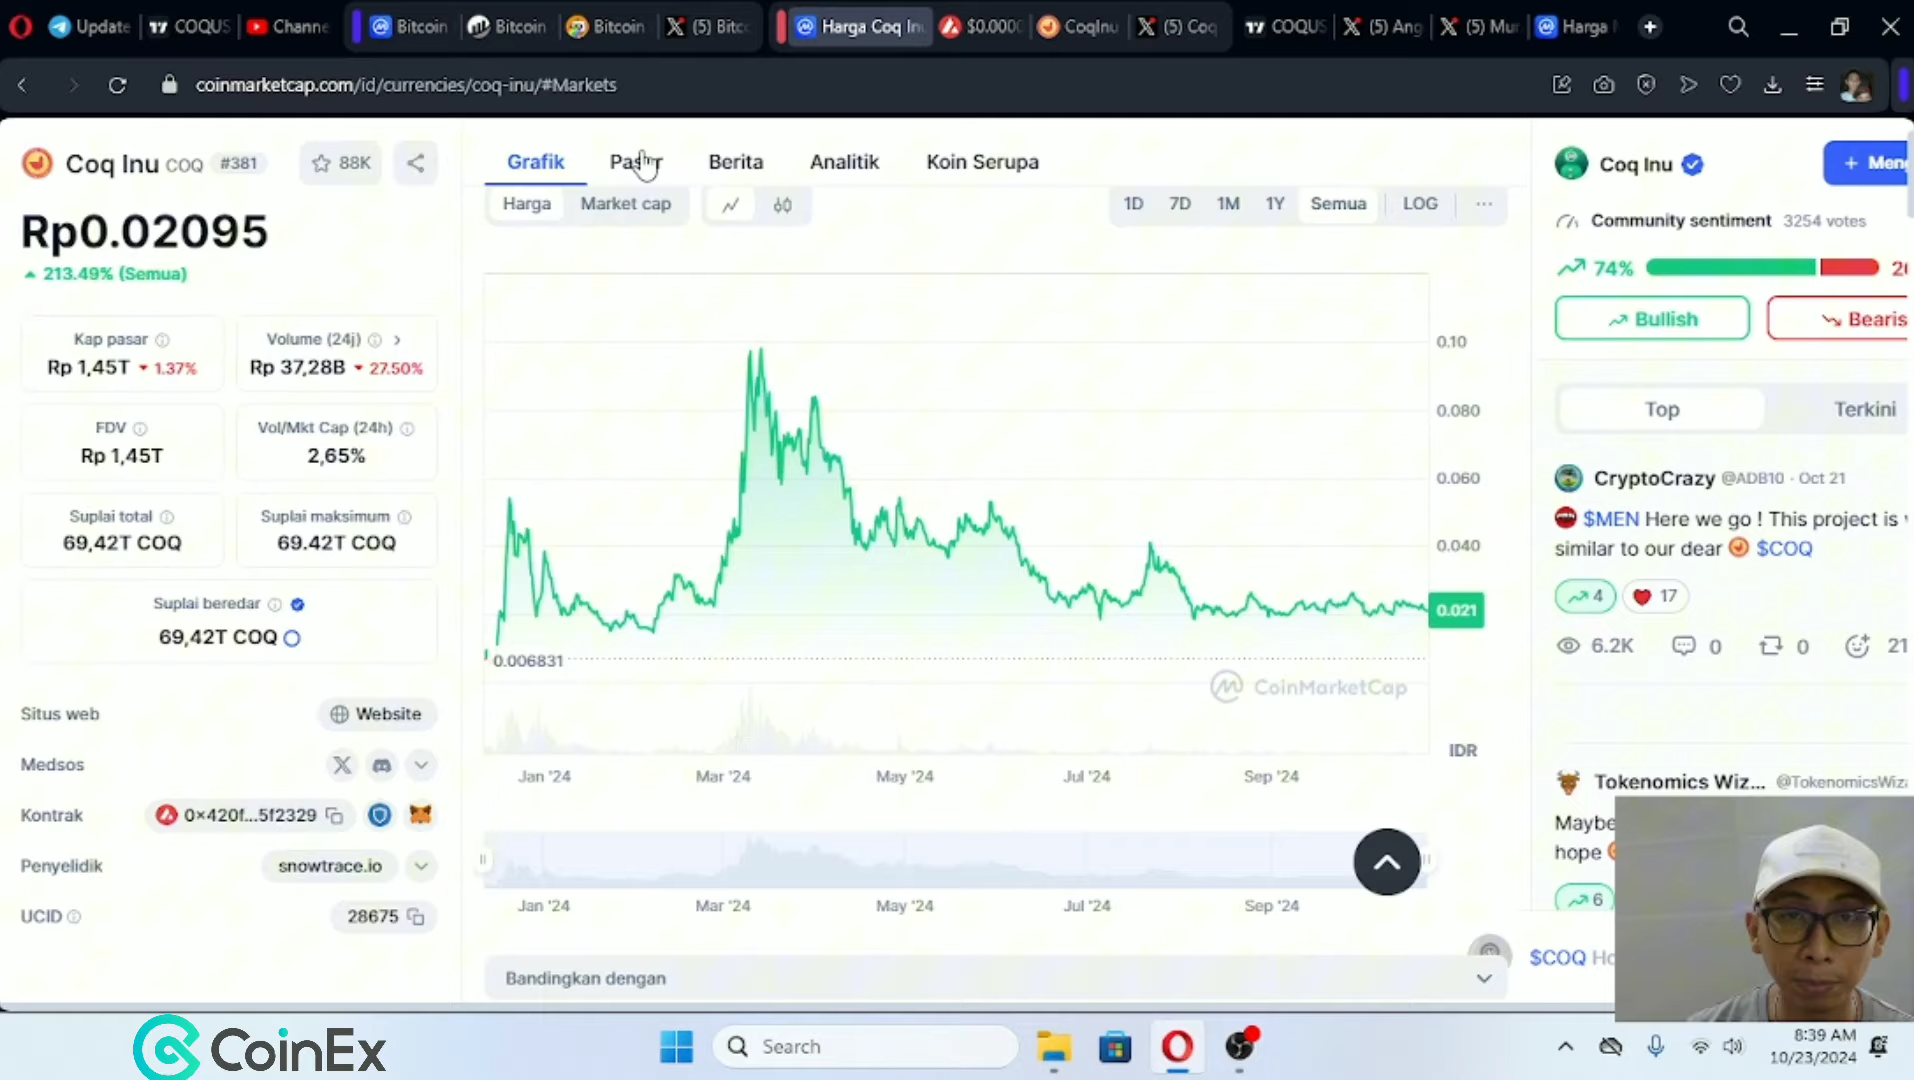 Update
COQUS
Channe
Bitcoin
Bitcoin
Bitcoin
(5) Bitc
Harga Coq In
$0.000
CoqInu
(5) Coq
COQUS
(5) Ang
(5) Mur
Harga
coinmarketcap.com/id/currencies/coq-inu/#Markets
Coq Inu COQ #381
88K
Rp0.02095
213.49% (Semua)
Kap pasar
Rp 1,45T 1.37%
Volume (24j)
Rp 37,28B 27.50%
FDV
Rp 1,45T
Vol/Mkt Cap (24h)
2,65%
Suplai total
69,42T COQ
Suplai maksimum
69.42T COQ
Suplai beredar
69,42T COQ
Situs web
Website
Medsos
Kontrak
0x420f...5f2329
Penyelidik
snowtrace.io
UCID
28675
Grafik
Berita
Analitik
Koin Serupa
Harga
Market cap
1D
7D
1M
1Y
Semua
LOG
0.10
0.080
0.060
0.040
0.021
0.006831
CoinMarketCap
IDR
Jan '24
Mar '24
May '24
Jul '24
Sep '24
Jan '24
Mar '24
May '24
Jul '24
Sep '24
Bandingkan dengan
Coq Inu
+ Men
Community sentiment 3254 votes
74%
Bullish
Bearis
Top
Terkini
CryptoCrazy @ADB10 · Oct 21
$MEN Here we go ! This project is
similar to our dear $COQ
4
17
6.2K
0
0
21
Tokenomics Wiz... @TokenomicsWiz
Maybe
hope
6
$COQ Ho
CoinEx
Search
8:39 AM
10/23/2024